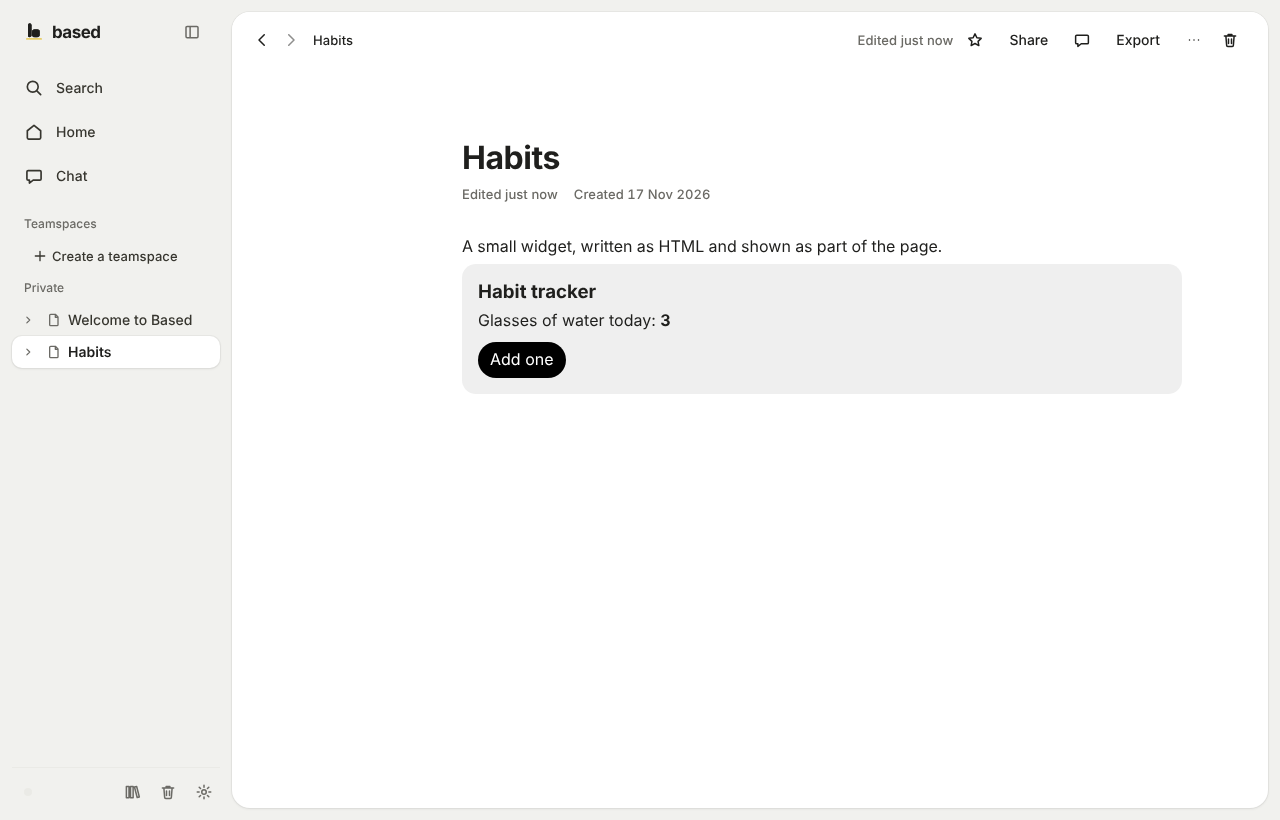 based
Search
Home
Chat
Teamspaces
Create a teamspace
Private
Welcome to Based
Habits
Habits
Edited just now
Share
Export
Habits
Edited just now Created 17 Nov 2026
A small widget, written as HTML and shown as part of the page.
Habit tracker
Glasses of water today: 3
Add one